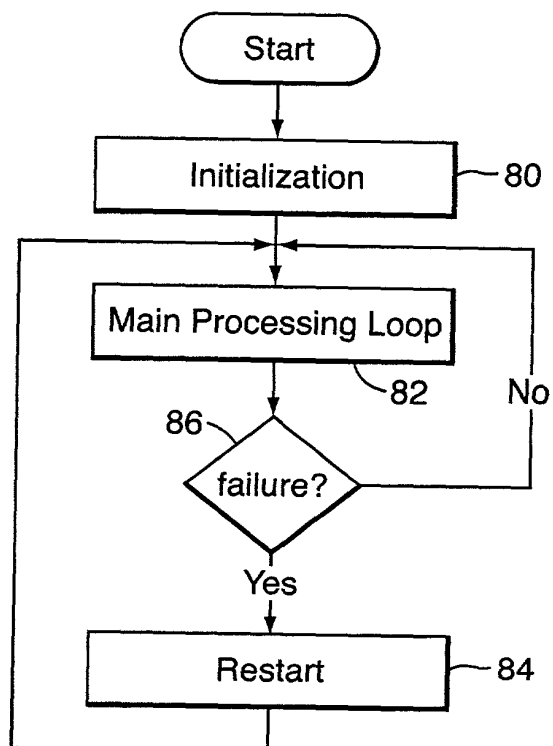 Start
Initialization
80
Main Processing Loop
82
No
86
failure?
Yes
Restart
84